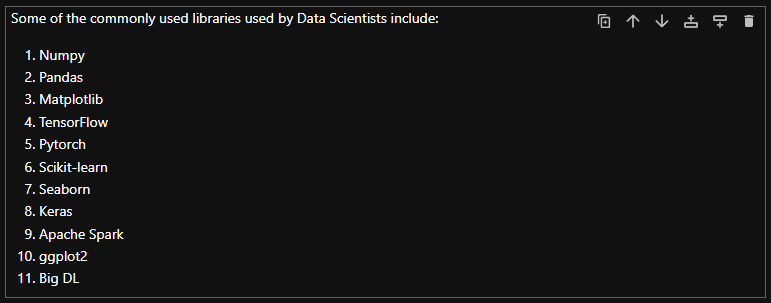 Some of the commonly used libraries used by Data Scientists include:
1. Numpy
2. Pandas
3. Matplotlib
4. TensorFlow
5. Pytorch
6. Scikit-learn
7. Seaborn
8. Keras
9. Apache Spark
10. ggplot2
11. Big DL